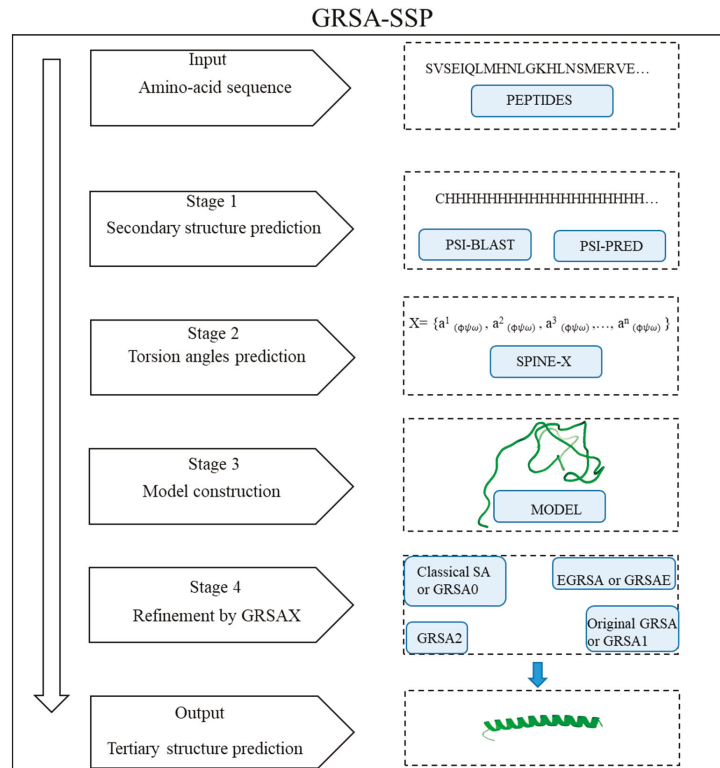 GRSA-SSP
Input
Amino-acid sequence
SVSEIQLMHNLGKHLNSMERVE...
PEPTIDES
Stage 1
Secondary structure prediction
CHHHHHHHHHHHHHHHHHHHH...
PSI-BLAST
PSI-PRED
Stage 2
Torsion angles prediction
X= {a¹ (ϕψω) , a² (ϕψω) , a³ (ϕψω) ,..., aⁿ (ϕψω) }
SPINE-X
Stage 3
Model construction
MODEL
Stage 4
Refinement by GRSAX
Classical SA
or GRSA0
EGRSA or GRSAE
GRSA2
Original GRSA
or GRSA1
Output
Tertiary structure prediction